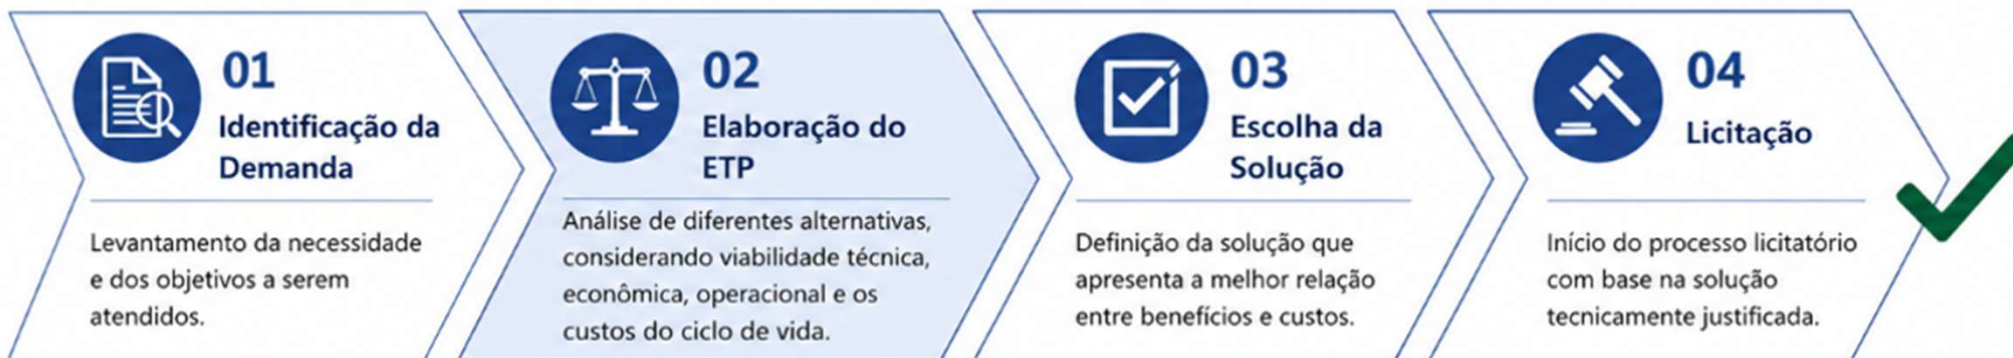 01
Identificação da
Demanda
Levantamento da necessidade
e dos objetivos a serem
atendidos.
02
Elaboração do
ETP
Análise de diferentes alternativas,
considerando viabilidade técnica,
econômica, operacional e os
custos do ciclo de vida.
03
Escolha da
Solução
Definição da solução que
apresenta a melhor relação
entre benefícios e custos.
04
Licitação
Início do processo licitatório
com base na solução
tecnicamente justificada.